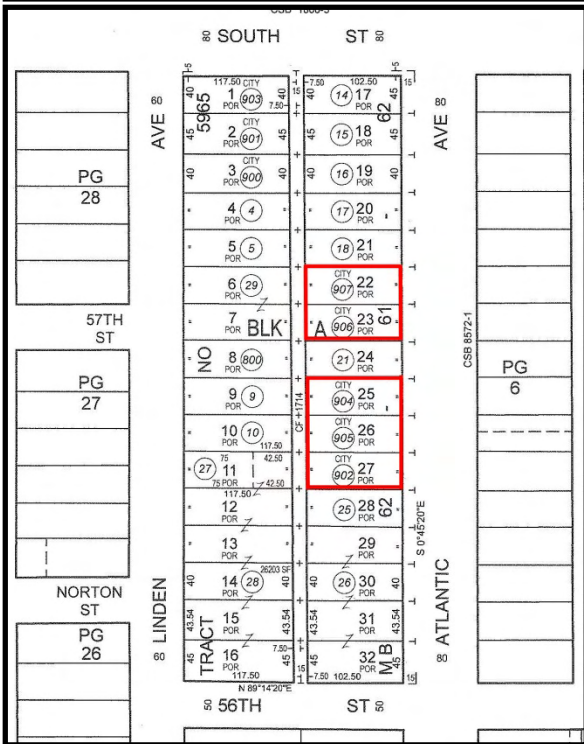 80 SOUTH ST 80
5
117.50 CITY
7.50 102.50
15
40 1 903 40
POR 7.50
40 14 17
POR
60 AVE
5965
62
80 AVE
CITY
45 2 901 45
POR
45 15 18 45
POR
CITY
40 3 900 40
POR
40 16 19 40
POR
PG
28
4 4
POR
17 20
POR
5 5
POR
18 21
POR
6 29
POR
CITY
907 22
POR
57TH
ST
7
POR
BLK
A
CITY
906 23
POR
61
NO
8 800
POR
21 24
POR
CSB 8572-1
PG
6
PG
27
9 9
POR
CF 1714
CITY
904 25
POR
10 10
POR
117.50
CITY
905 26
POR
75 42.50
27 11
75 POR 42.50
117.50
CITY
902 27
POR
12
POR
25 28
POR
62
S 0°45'20"E
13
POR
29
POR
26203 SF
40 14 28 40
POR
40 26 30 40
POR
NORTON
ST
LINDEN
ATLANTIC
43.54 15 43.54
POR
31 43.54
POR
PG
26
TRACT
7.50
45 16 45
POR
32 45
POR
M B
60
80
117.50
15
7.50 102.50
15
N 89°14'20"E
50 56TH ST 50